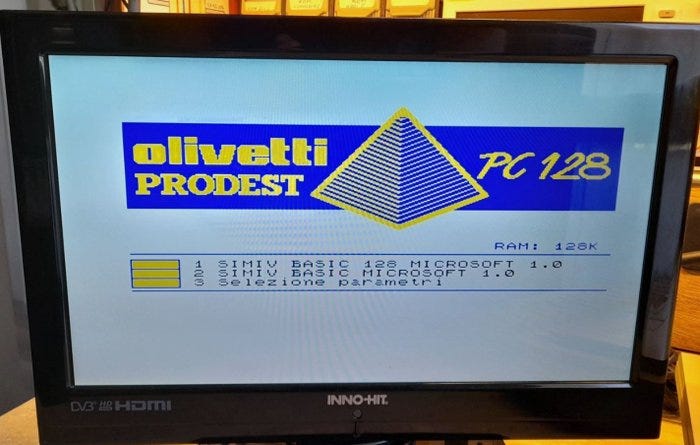 olivetti
PRODEST
PC 128
RAM: 128K
1 SIMIV BASIC 128 MICROSOFT 1.0
2 SIMIV BASIC MICROSOFT 1.0
3 Selezione parametri
DVB HD HDMI
INNO-HIT.